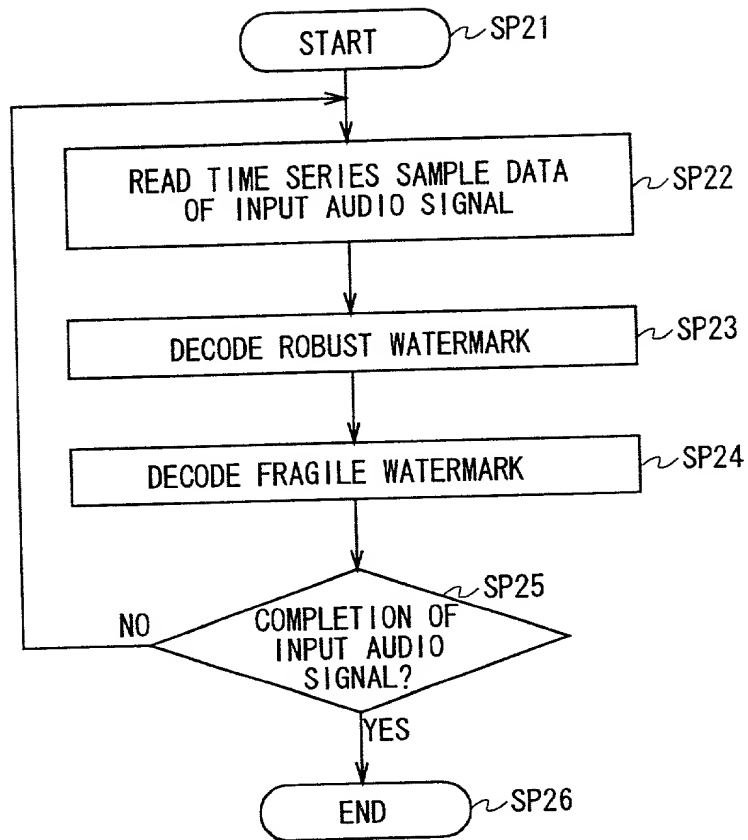 START
SP21
READ TIME SERIES SAMPLE DATA
OF INPUT AUDIO SIGNAL
SP22
DECODE ROBUST WATERMARK
SP23
DECODE FRAGILE WATERMARK
SP24
SP25
COMPLETION OF
INPUT AUDIO
SIGNAL?
NO
YES
END
SP26